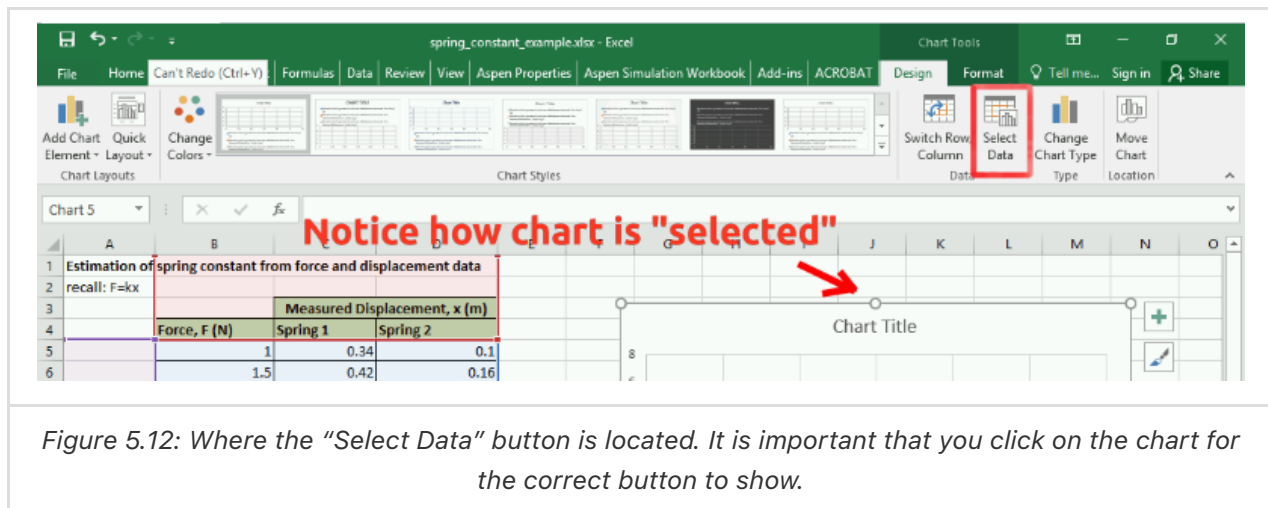 spring_constant_example.xlsx - Excel
Chart Tools
File Home Can't Redo (Ctrl+Y) Formulas Data Review View Aspen Properties Aspen Simulation Workbook Add-ins ACROBAT Design Format Tell me... Sign in Share
Add Chart Quick Change Switch Row Select Change Move
Element Layout Colors Column Data Chart Type Chart
Chart Layouts Chart Styles Data Type Location
Chart 5 fx
Notice how chart is "selected"
A B C D E F G H J K L M N O
1 Estimation of spring constant from force and displacement data
2 recall: F=kx
3 Measured Displacement, x (m)
4 Force, F (N) Spring 1 Spring 2
5 1 0.34 0.1
6 1.5 0.42 0.16
Chart Title
8
Figure 5.12: Where the “Select Data” button is located. It is important that you click on the chart for
the correct button to show.